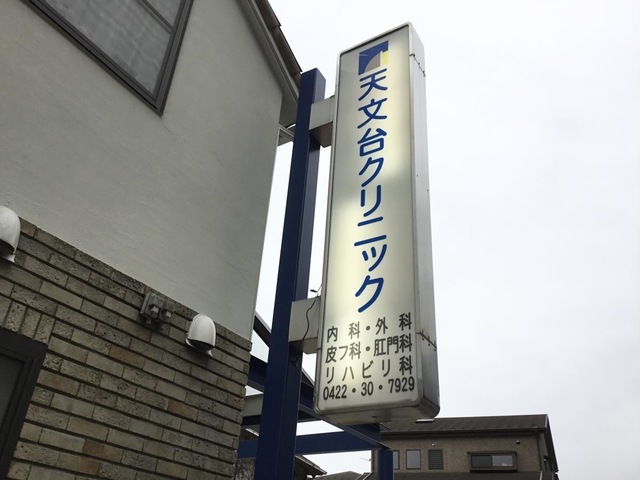 天文台クリニック
内科・外科
皮フ科・肛門科
リハビリ科
0422・30・7929